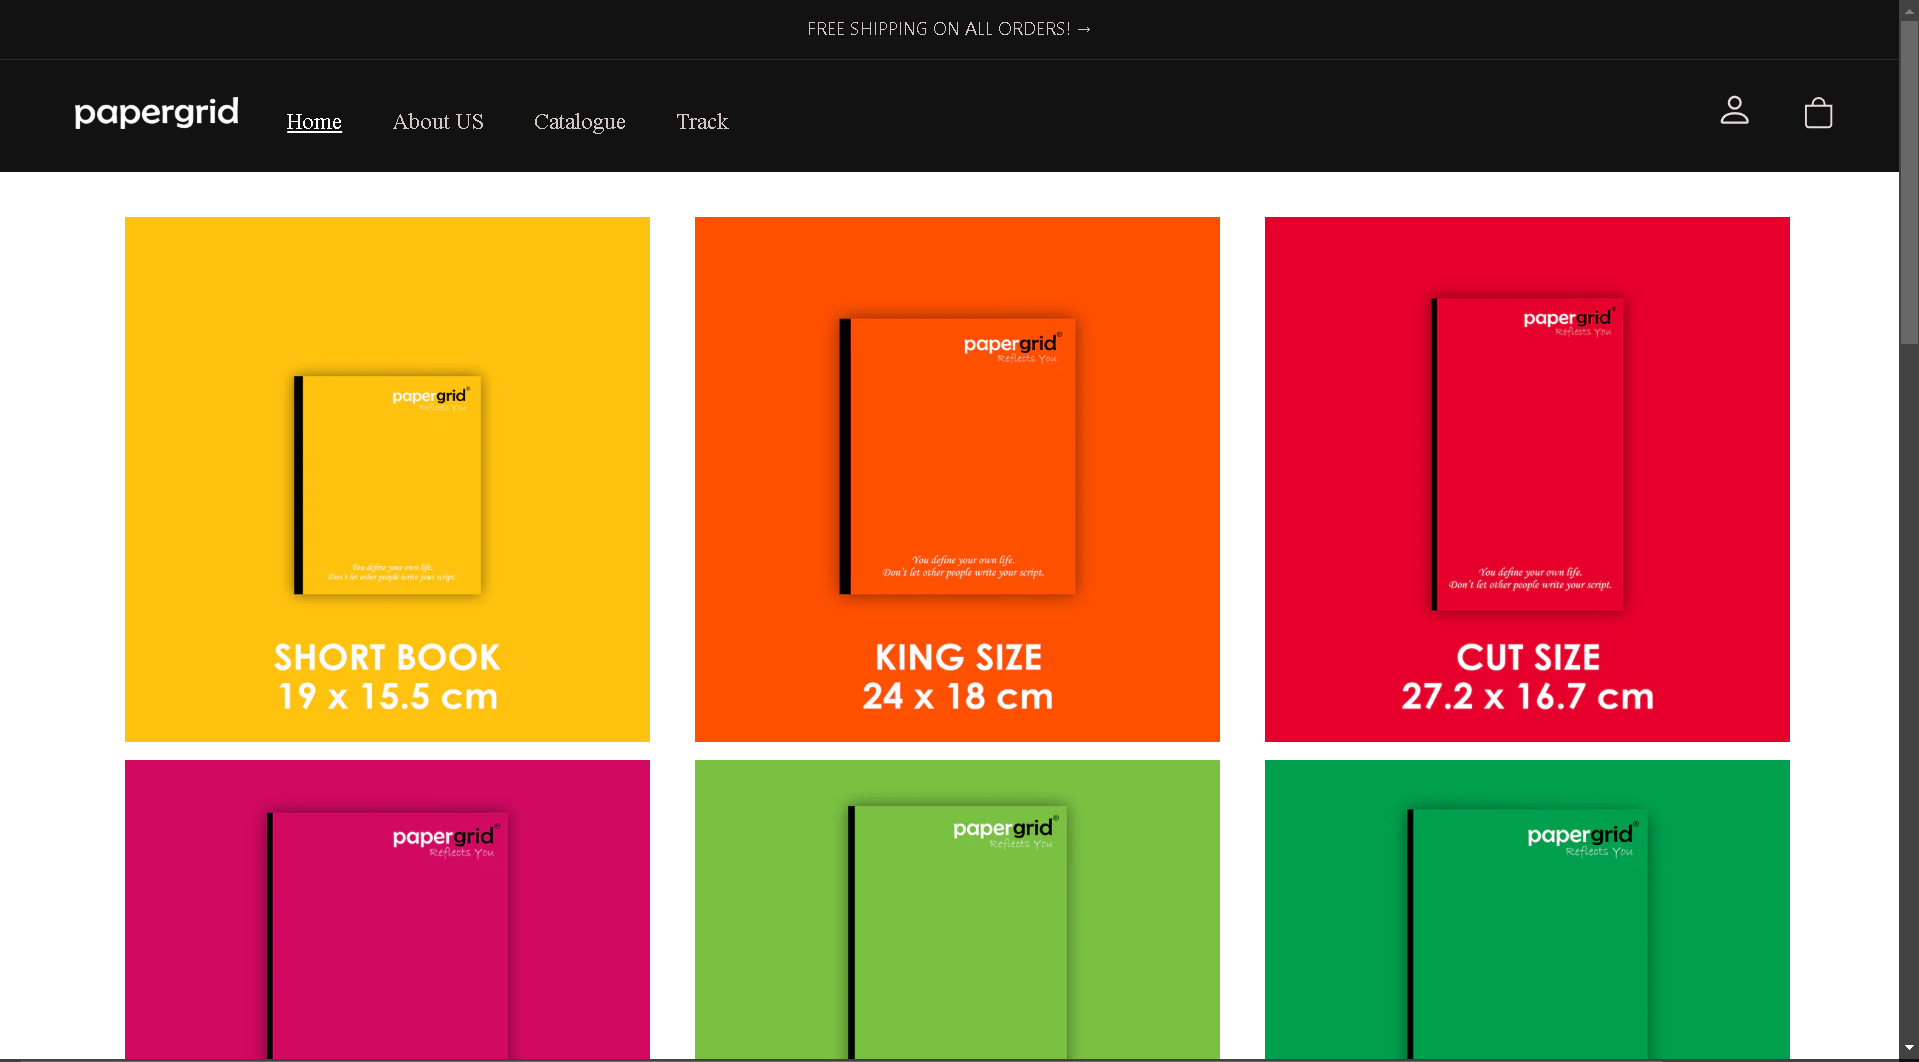 FREE SHIPPING ON ALL ORDERS! →
papergrid
Home
About US
Catalogue
Track
papergrid®
Reflects You
You define your own life.
Don't let other people write your script.
SHORT BOOK
19 x 15.5 cm
papergrid®
Reflects You
You define your own life.
Don't let other people write your script.
KING SIZE
24 x 18 cm
papergrid®
Reflects You
You define your own life.
Don't let other people write your script.
CUT SIZE
27.2 x 16.7 cm
papergrid®
Reflects You
papergrid®
Reflects You
papergrid®
Reflects You